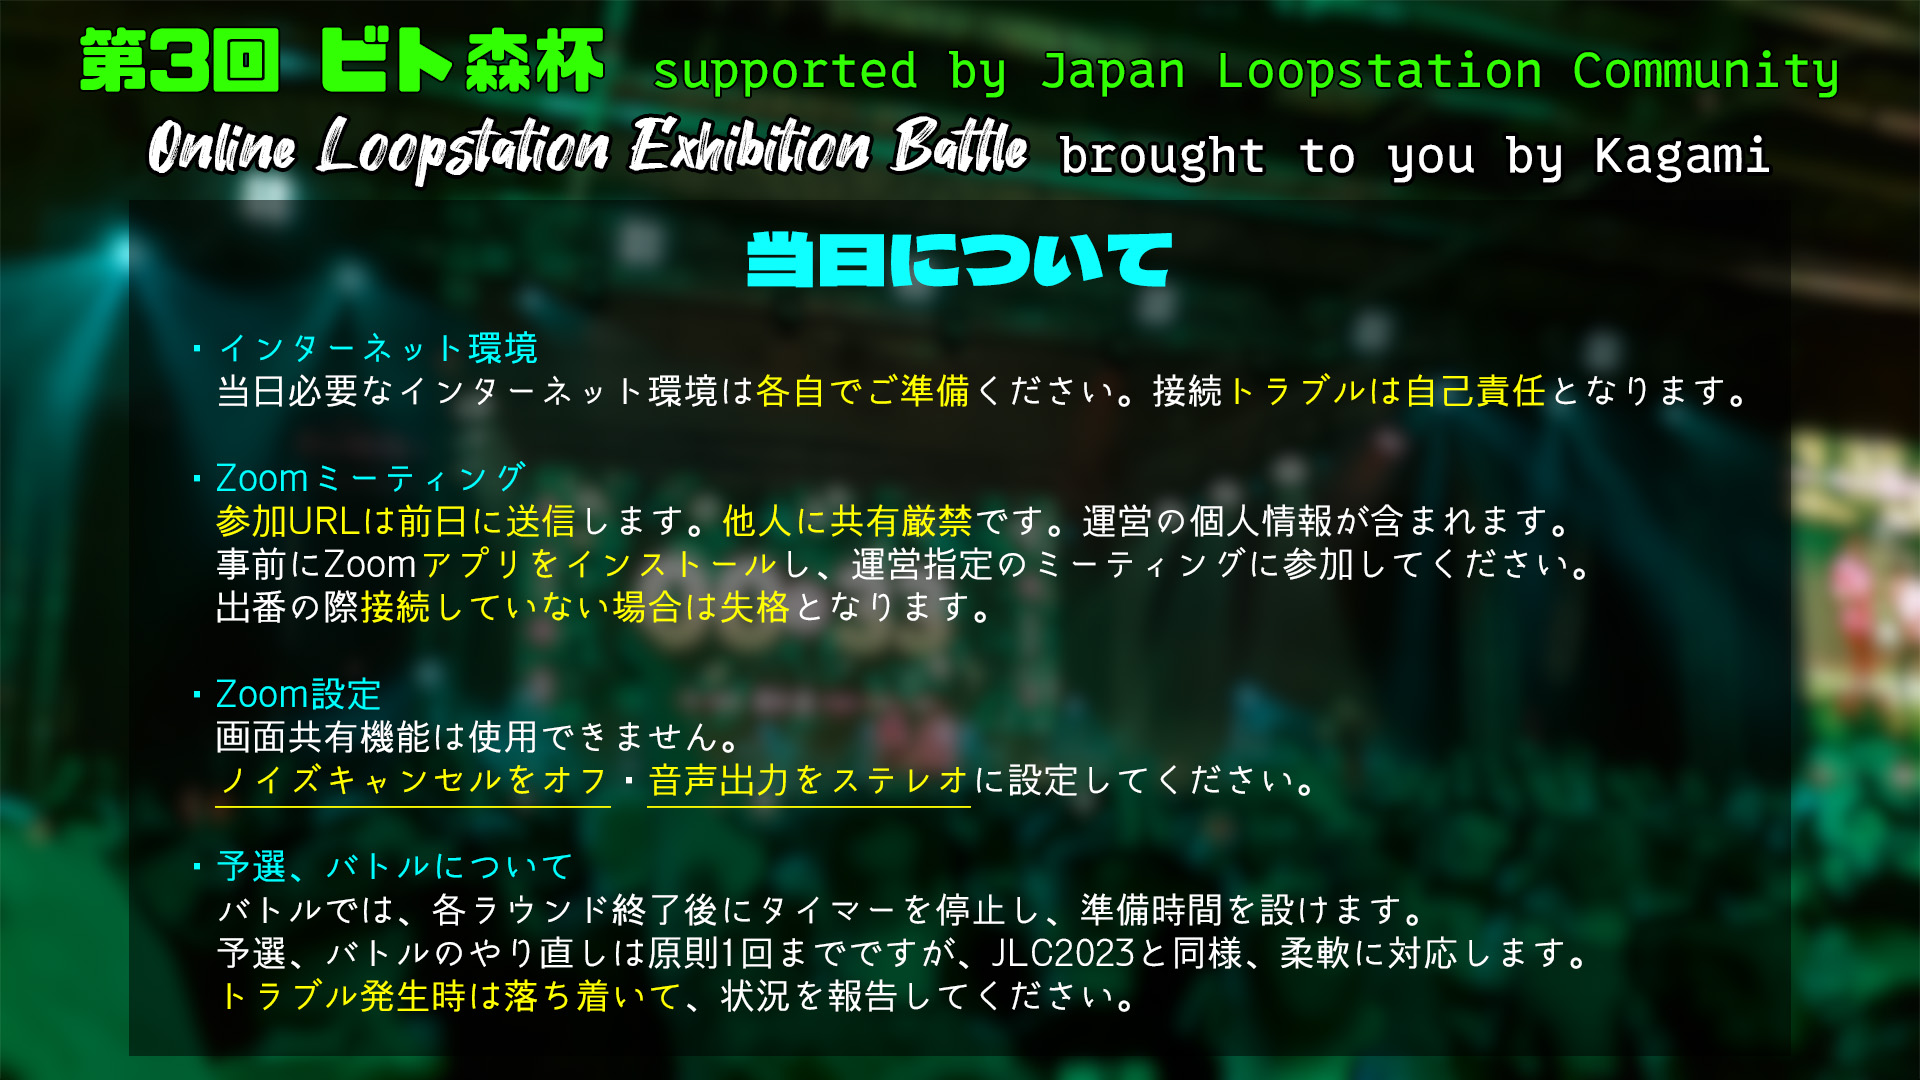 第3回 ビト森杯 supported by Japan Loopstation Community
Online Loopstation Exhibition Battle brought to you by Kagami
当日について
・インターネット環境
当日必要なインターネット環境は各自でご準備ください。接続トラブルは自己責任となります。
・Zoomミーティング
参加URLは前日に送信します。他人に共有厳禁です。運営の個人情報が含まれます。
事前にZoomアプリをインストールし、運営指定のミーティングに参加してください。
出番の際接続していない場合は失格となります。
・Zoom設定
画面共有機能は使用できません。
ノイズキャンセルをオフ・音声出力をステレオに設定してください。
・予選、バトルについて
バトルでは、各ラウンド終了後にタイマーを停止し、準備時間を設けます。
予選、バトルのやり直しは原則1回までですが、JLC2023と同様、柔軟に対応します。
トラブル発生時は落ち着いて、状況を報告してください。